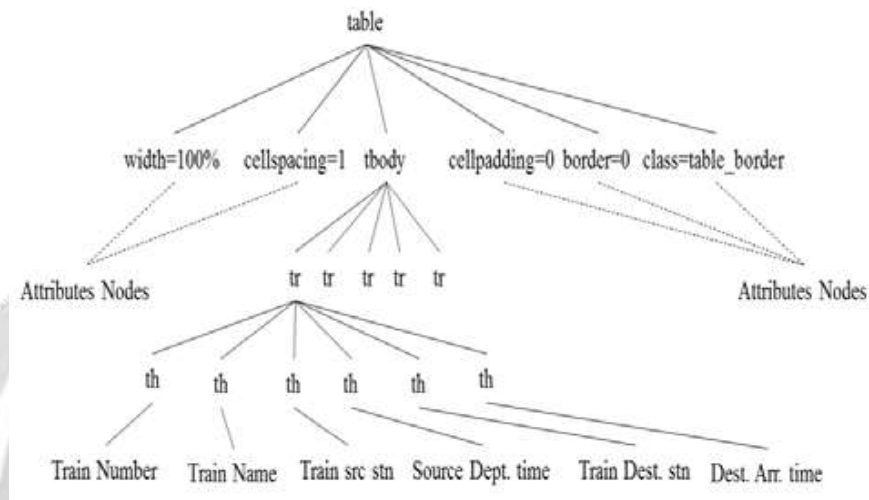 table
width=100% cellspacing=1 tbody cellpadding=0 border=0 class=table_border
Attributes Nodes tr tr tr tr tr Attributes Nodes
th th th th th th
Train Number Train Name Train src stn Source Dept. time Train Dest. stn Dest. Arr. time